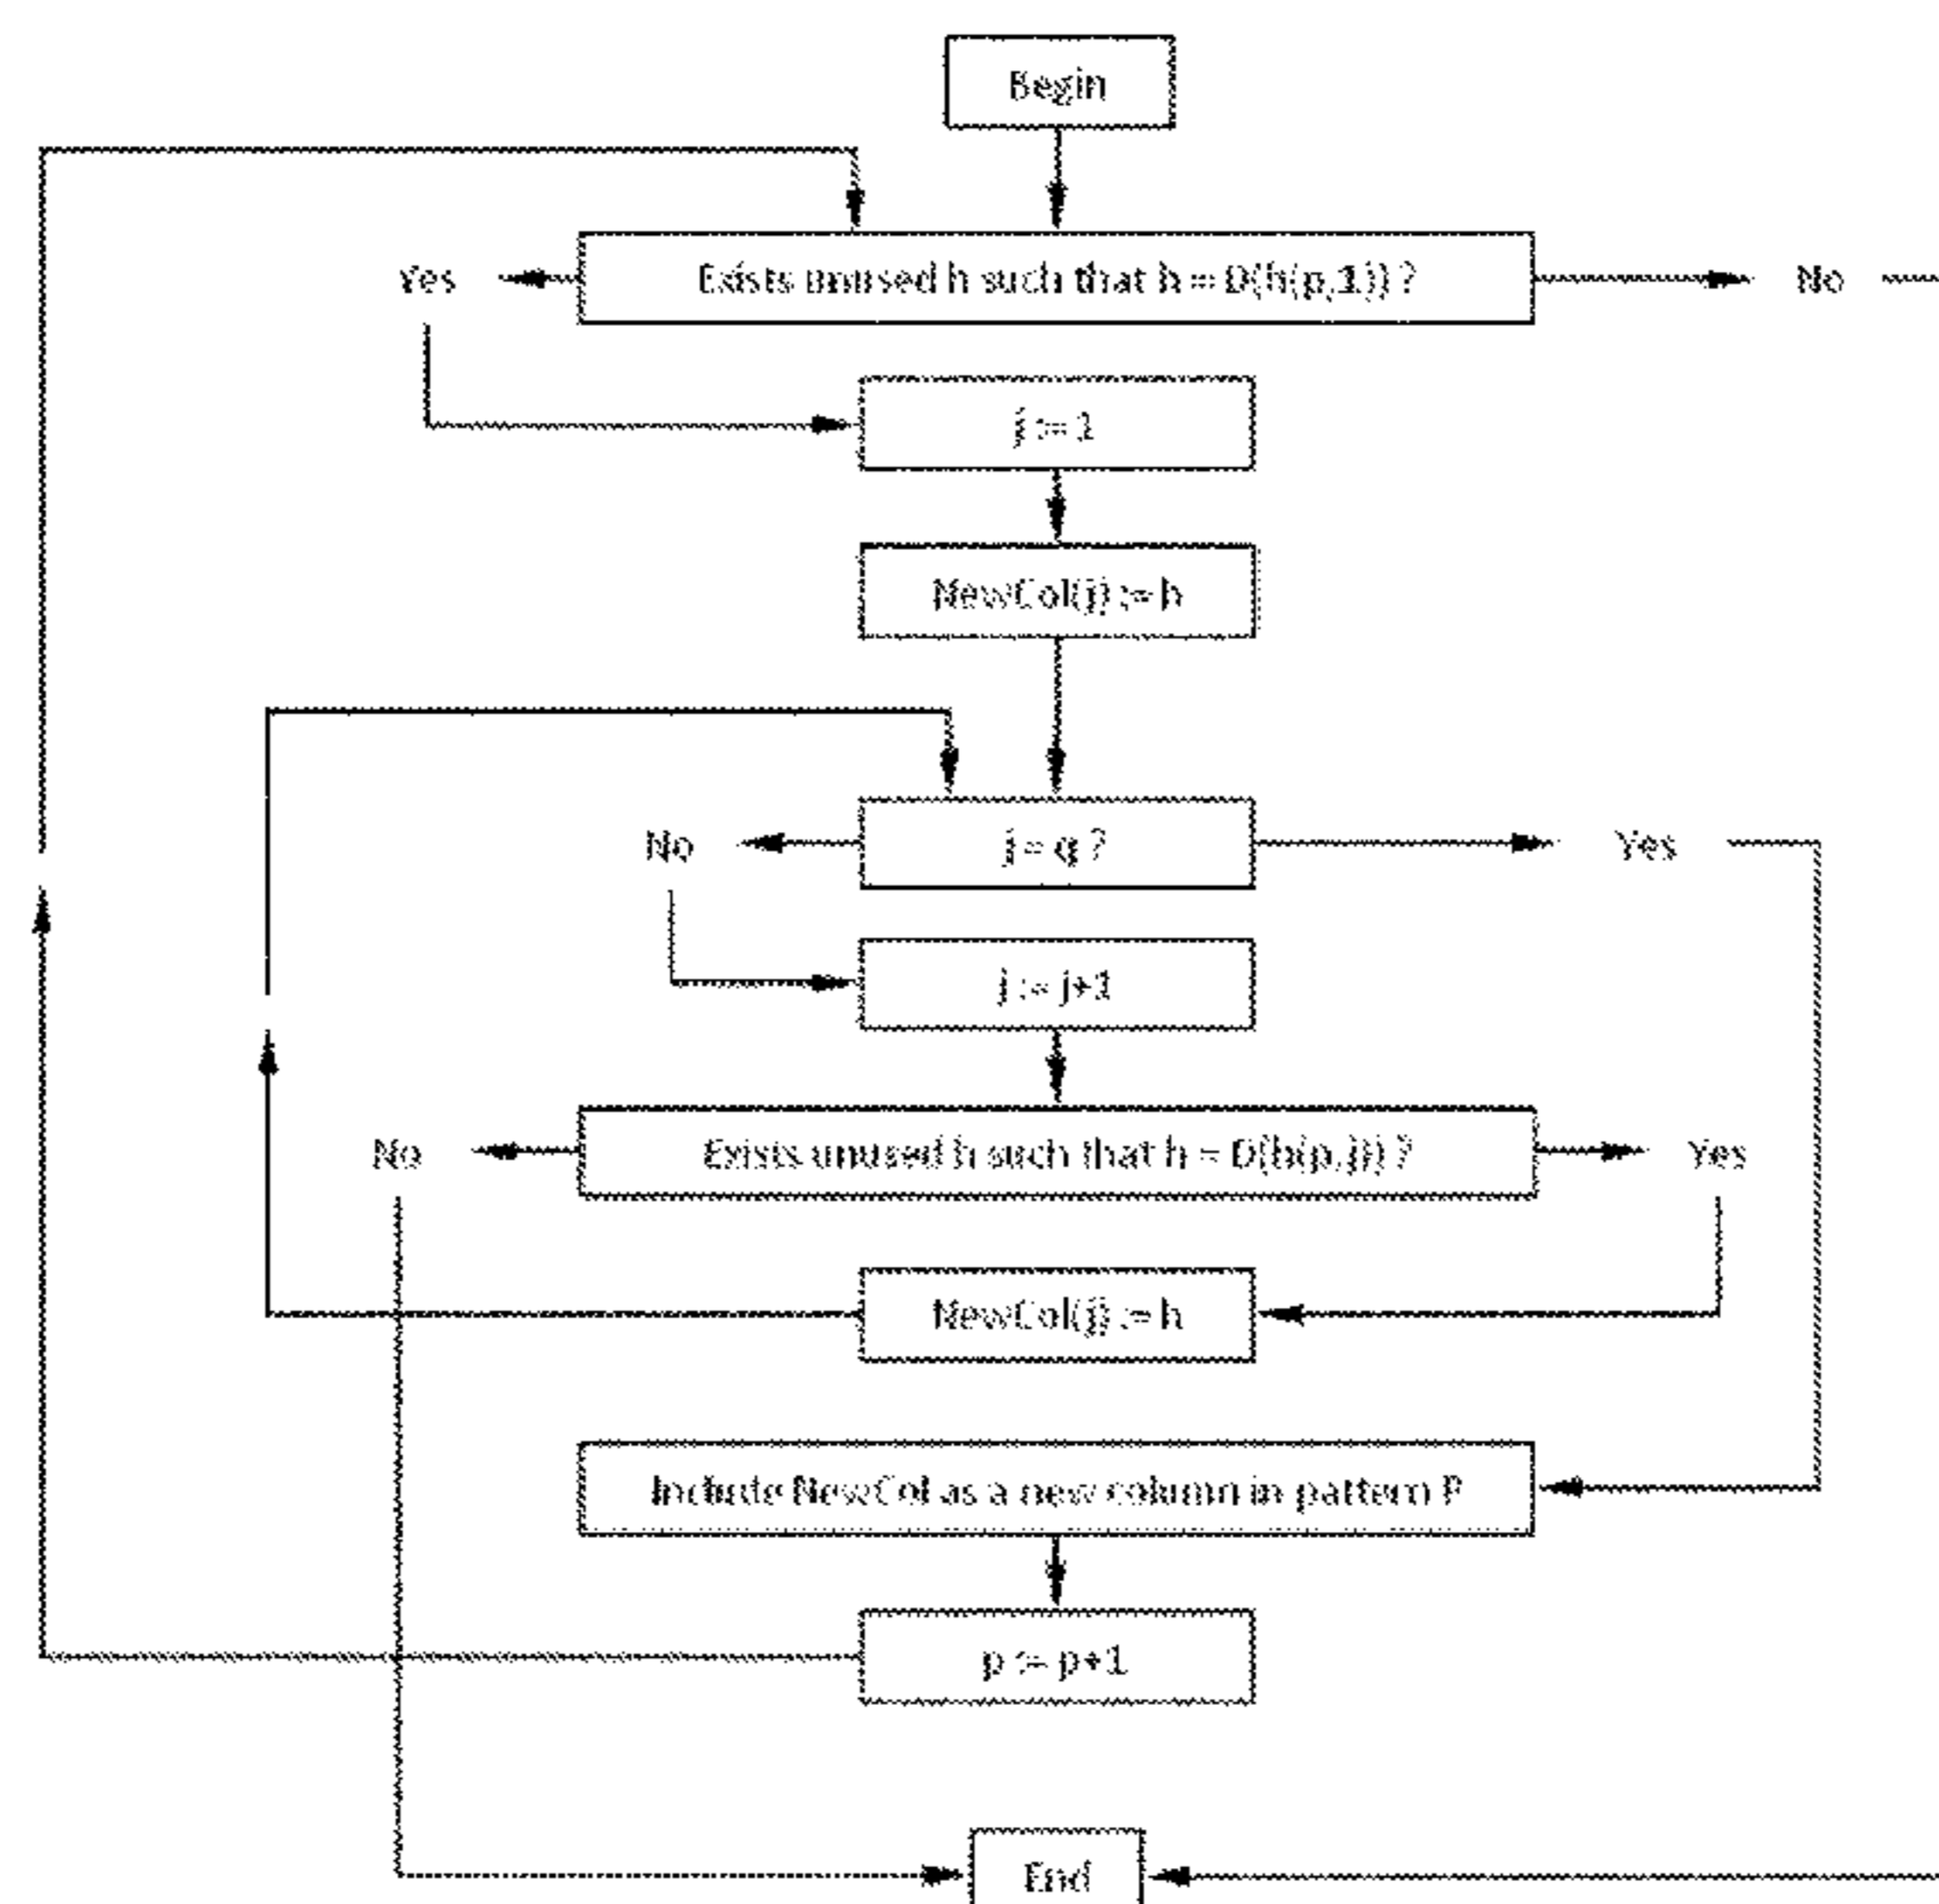 Begin
Yes
Exists unused h such that h = D(h(p,1)) ?
No
j := 1
NewCol(j) := h
No
j = q ?
Yes
j := j+1
No
Exists unused h such that h = D(h(p,j)) ?
Yes
NewCol(j) := h
Include NewCol as a new column in pattern P
p := p+1
End